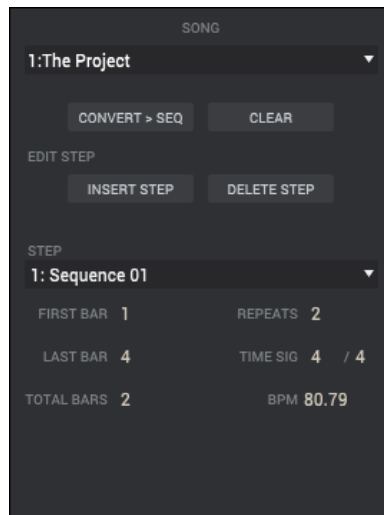 SONG
1:The Project
CONVERT > SEQ CLEAR
EDIT STEP
INSERT STEP DELETE STEP
STEP
1: Sequence 01
FIRST BAR 1 REPEATS 2
LAST BAR 4 TIME SIG 4 / 4
TOTAL BARS 2 BPM 80.79